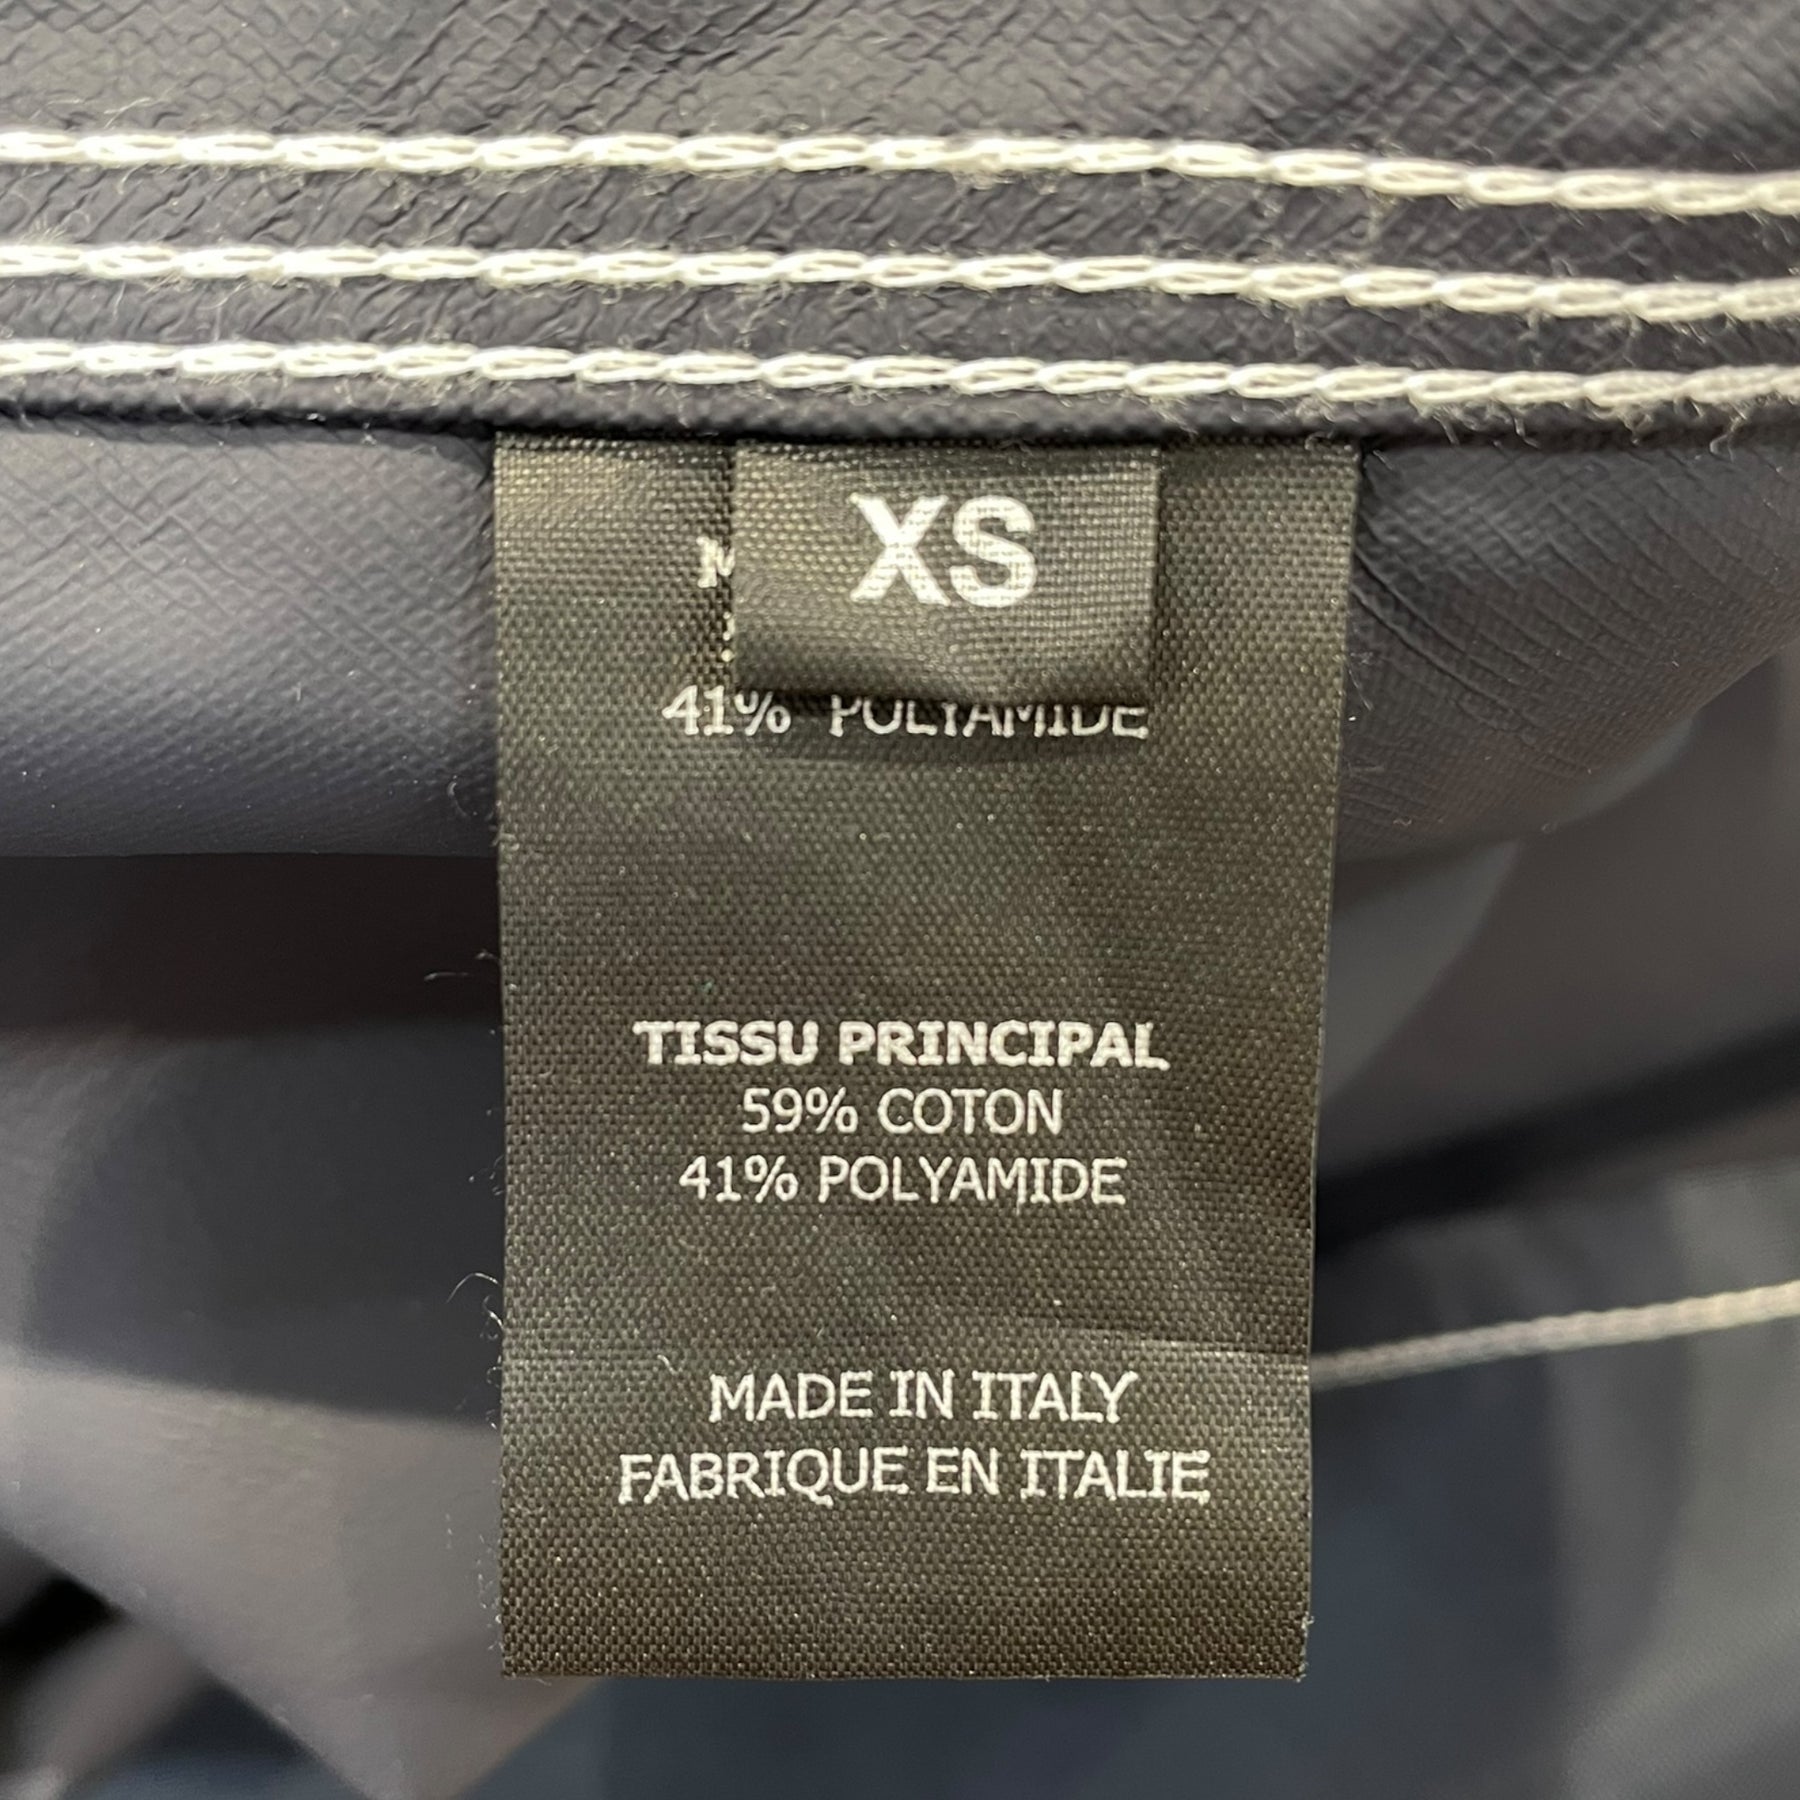 XS
41% POLYAMIDE
TISSU PRINCIPAL
59% COTON
41% POLYAMIDE
MADE IN ITALY
FABRIQUE EN ITALIE